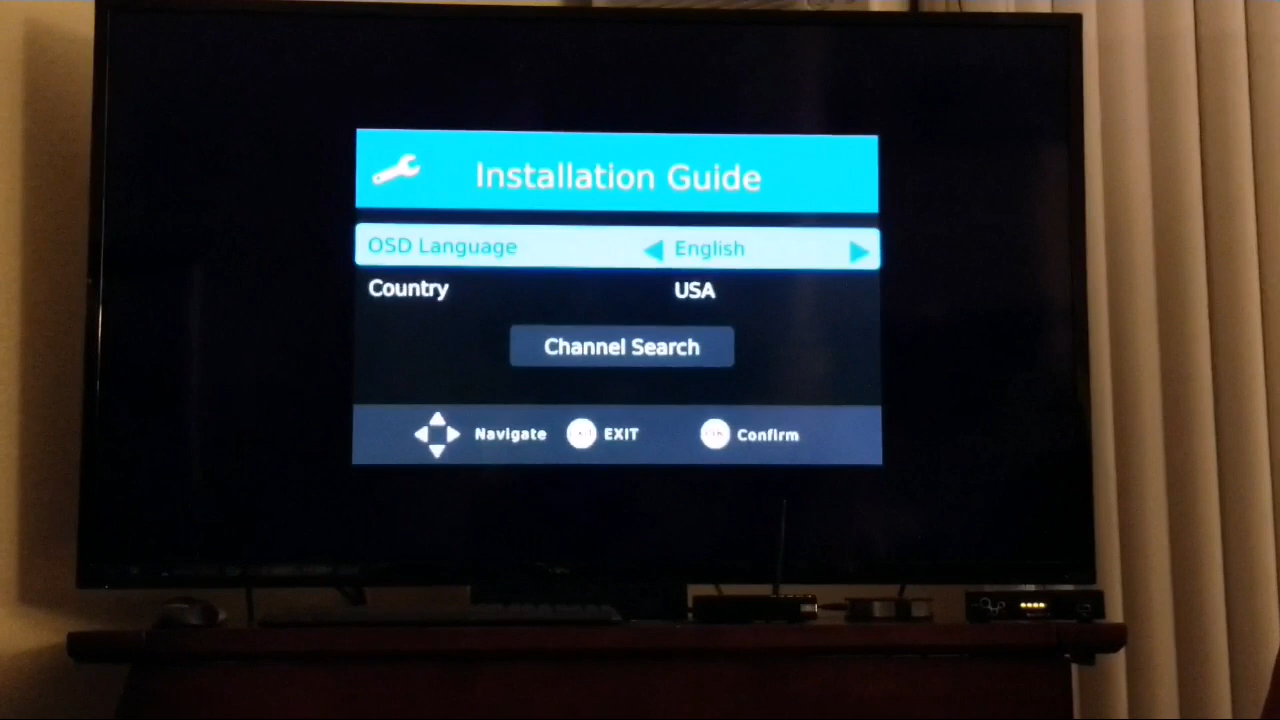 Installation Guide
OSD Language English
Country USA
Channel Search
Navigate EXIT Confirm